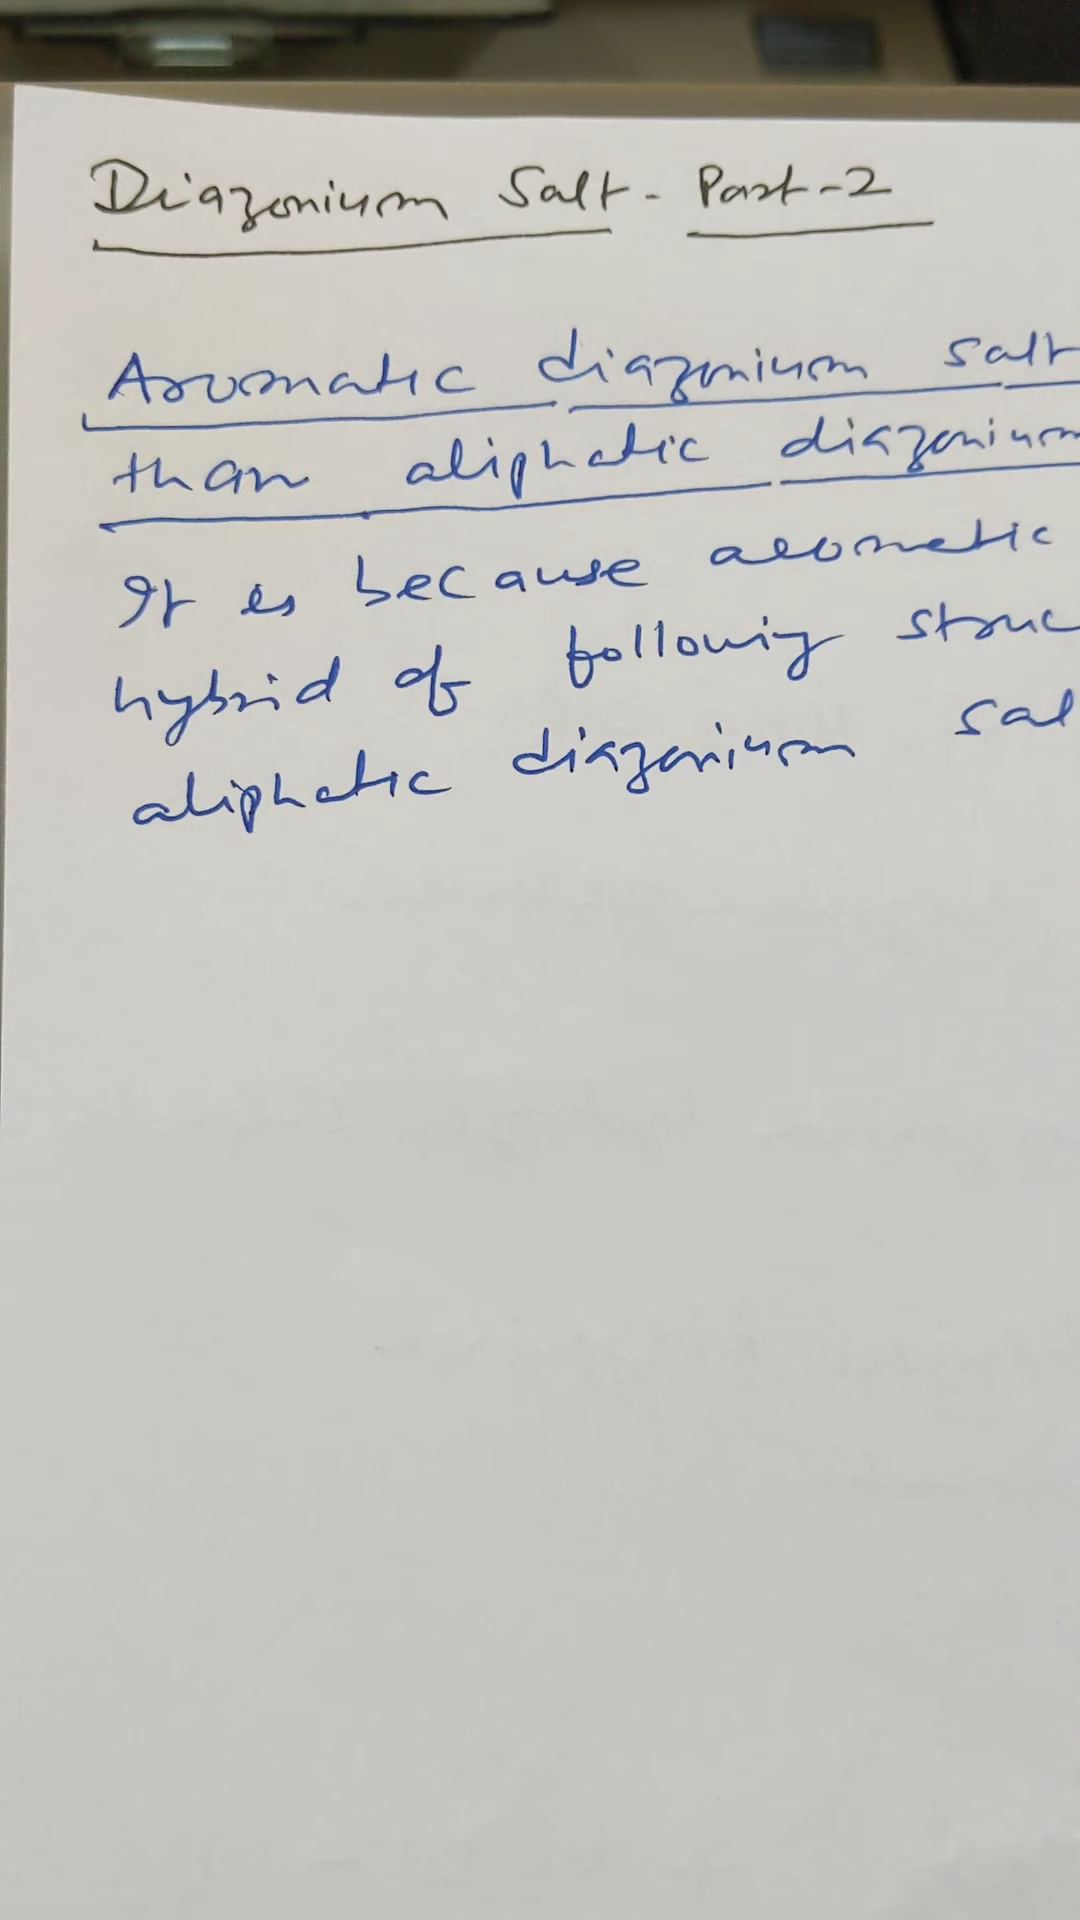 Diazonium Salt - Part-2
Aromatic diazonium salt
than aliphatic diazonium
It is because aromatic
hybrid of following struc
aliphatic diazonium sal